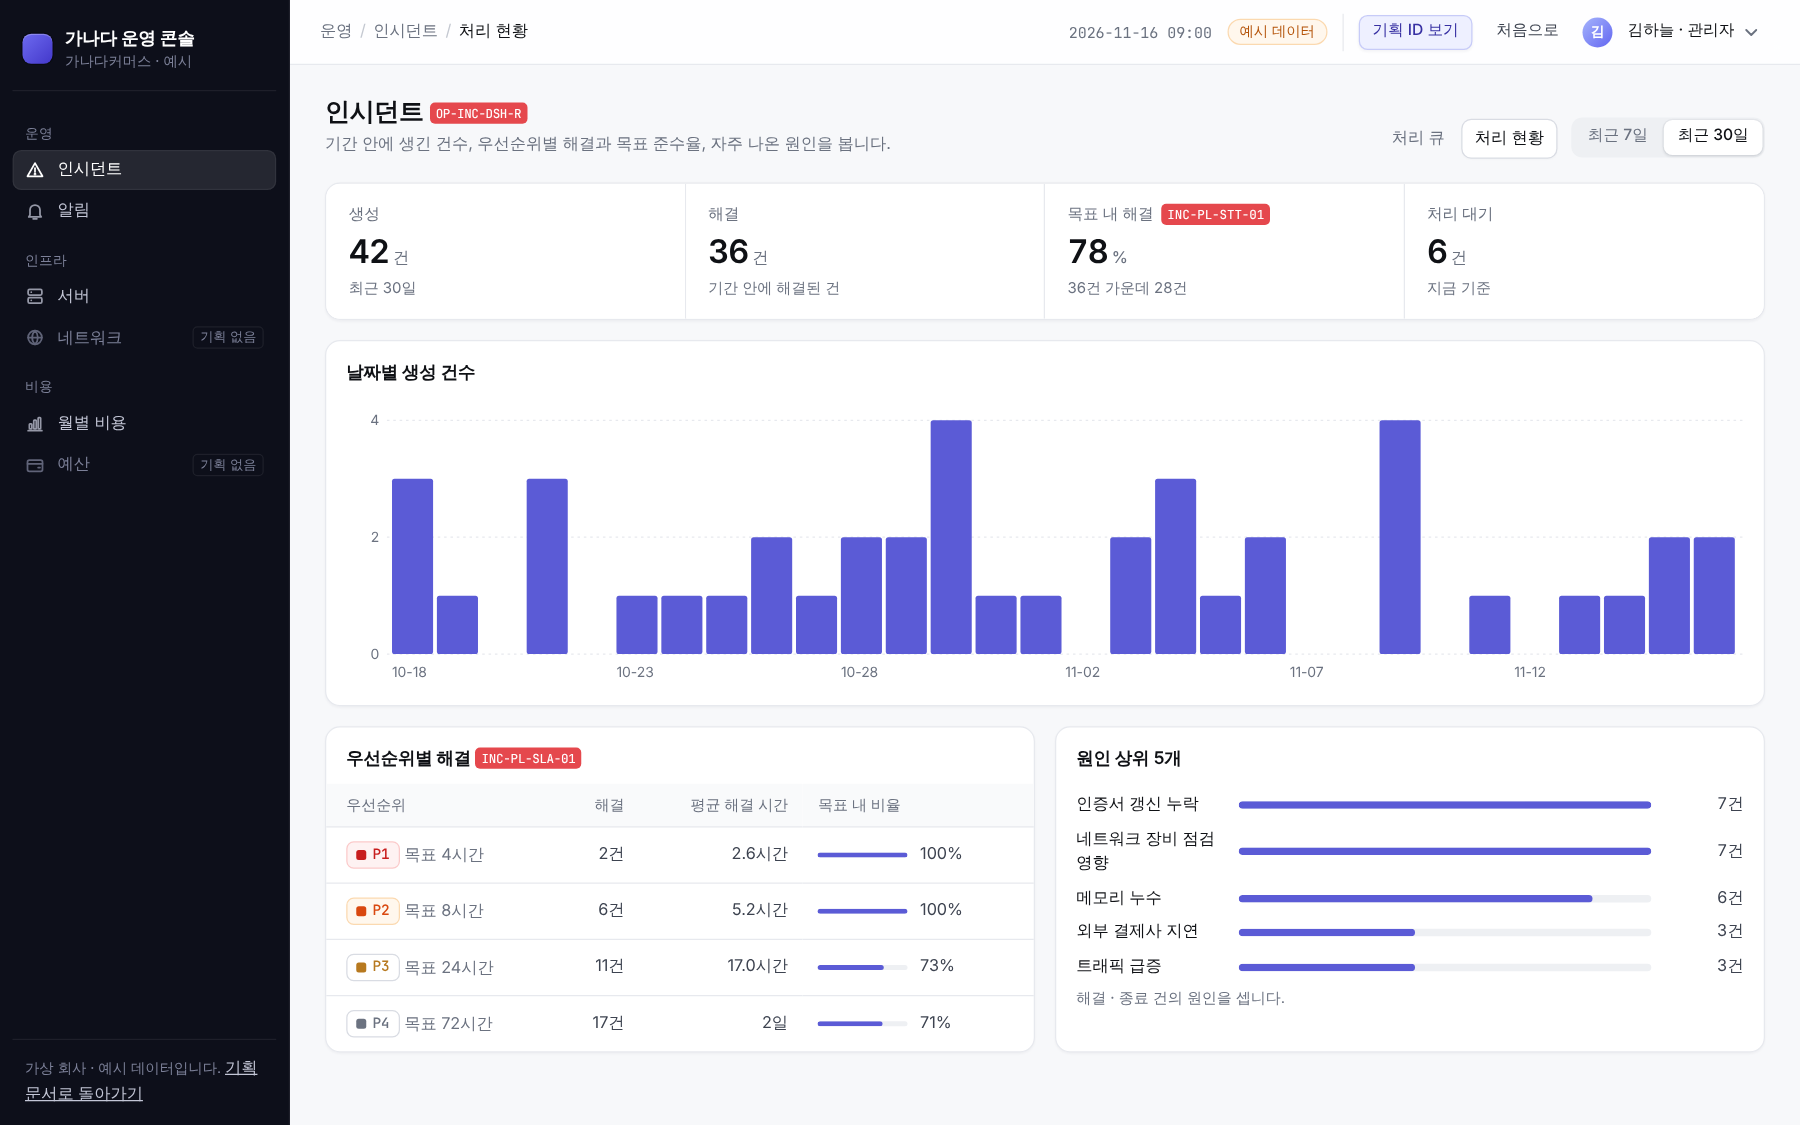 가나다 운영 콘솔
가나다커머스 · 예시
운영
인시던트
알림
인프라
서버
네트워크 기획 없음
비용
월별 비용
예산 기획 없음
가상 회사 · 예시 데이터입니다. 기획
문서로 돌아가기
운영 / 인시던트 / 처리 현황
2026-11-16 09:00 예시 데이터 기획 ID 보기 처음으로 김 김하늘 · 관리자
인시던트 OP-INC-DSH-R
기간 안에 생긴 건수, 우선순위별 해결과 목표 준수율, 자주 나온 원인을 봅니다.
처리 큐 처리 현황 최근 7일 최근 30일
생성
42 건
최근 30일
해결
36 건
기간 안에 해결된 건
목표 내 해결 INC-PL-STT-01
78 %
36건 가운데 28건
처리 대기
6 건
지금 기준
날짜별 생성 건수
4
2
0
10-18 10-23 10-28 11-02 11-07 11-12
우선순위별 해결 INC-PL-SLA-01
우선순위 해결 평균 해결 시간 목표 내 비율
P1 목표 4시간 2건 2.6시간 100%
P2 목표 8시간 6건 5.2시간 100%
P3 목표 24시간 11건 17.0시간 73%
P4 목표 72시간 17건 2일 71%
원인 상위 5개
인증서 갱신 누락 7건
네트워크 장비 점검
영향 7건
메모리 누수 6건
외부 결제사 지연 3건
트래픽 급증 3건
해결 · 종료 건의 원인을 셉니다.